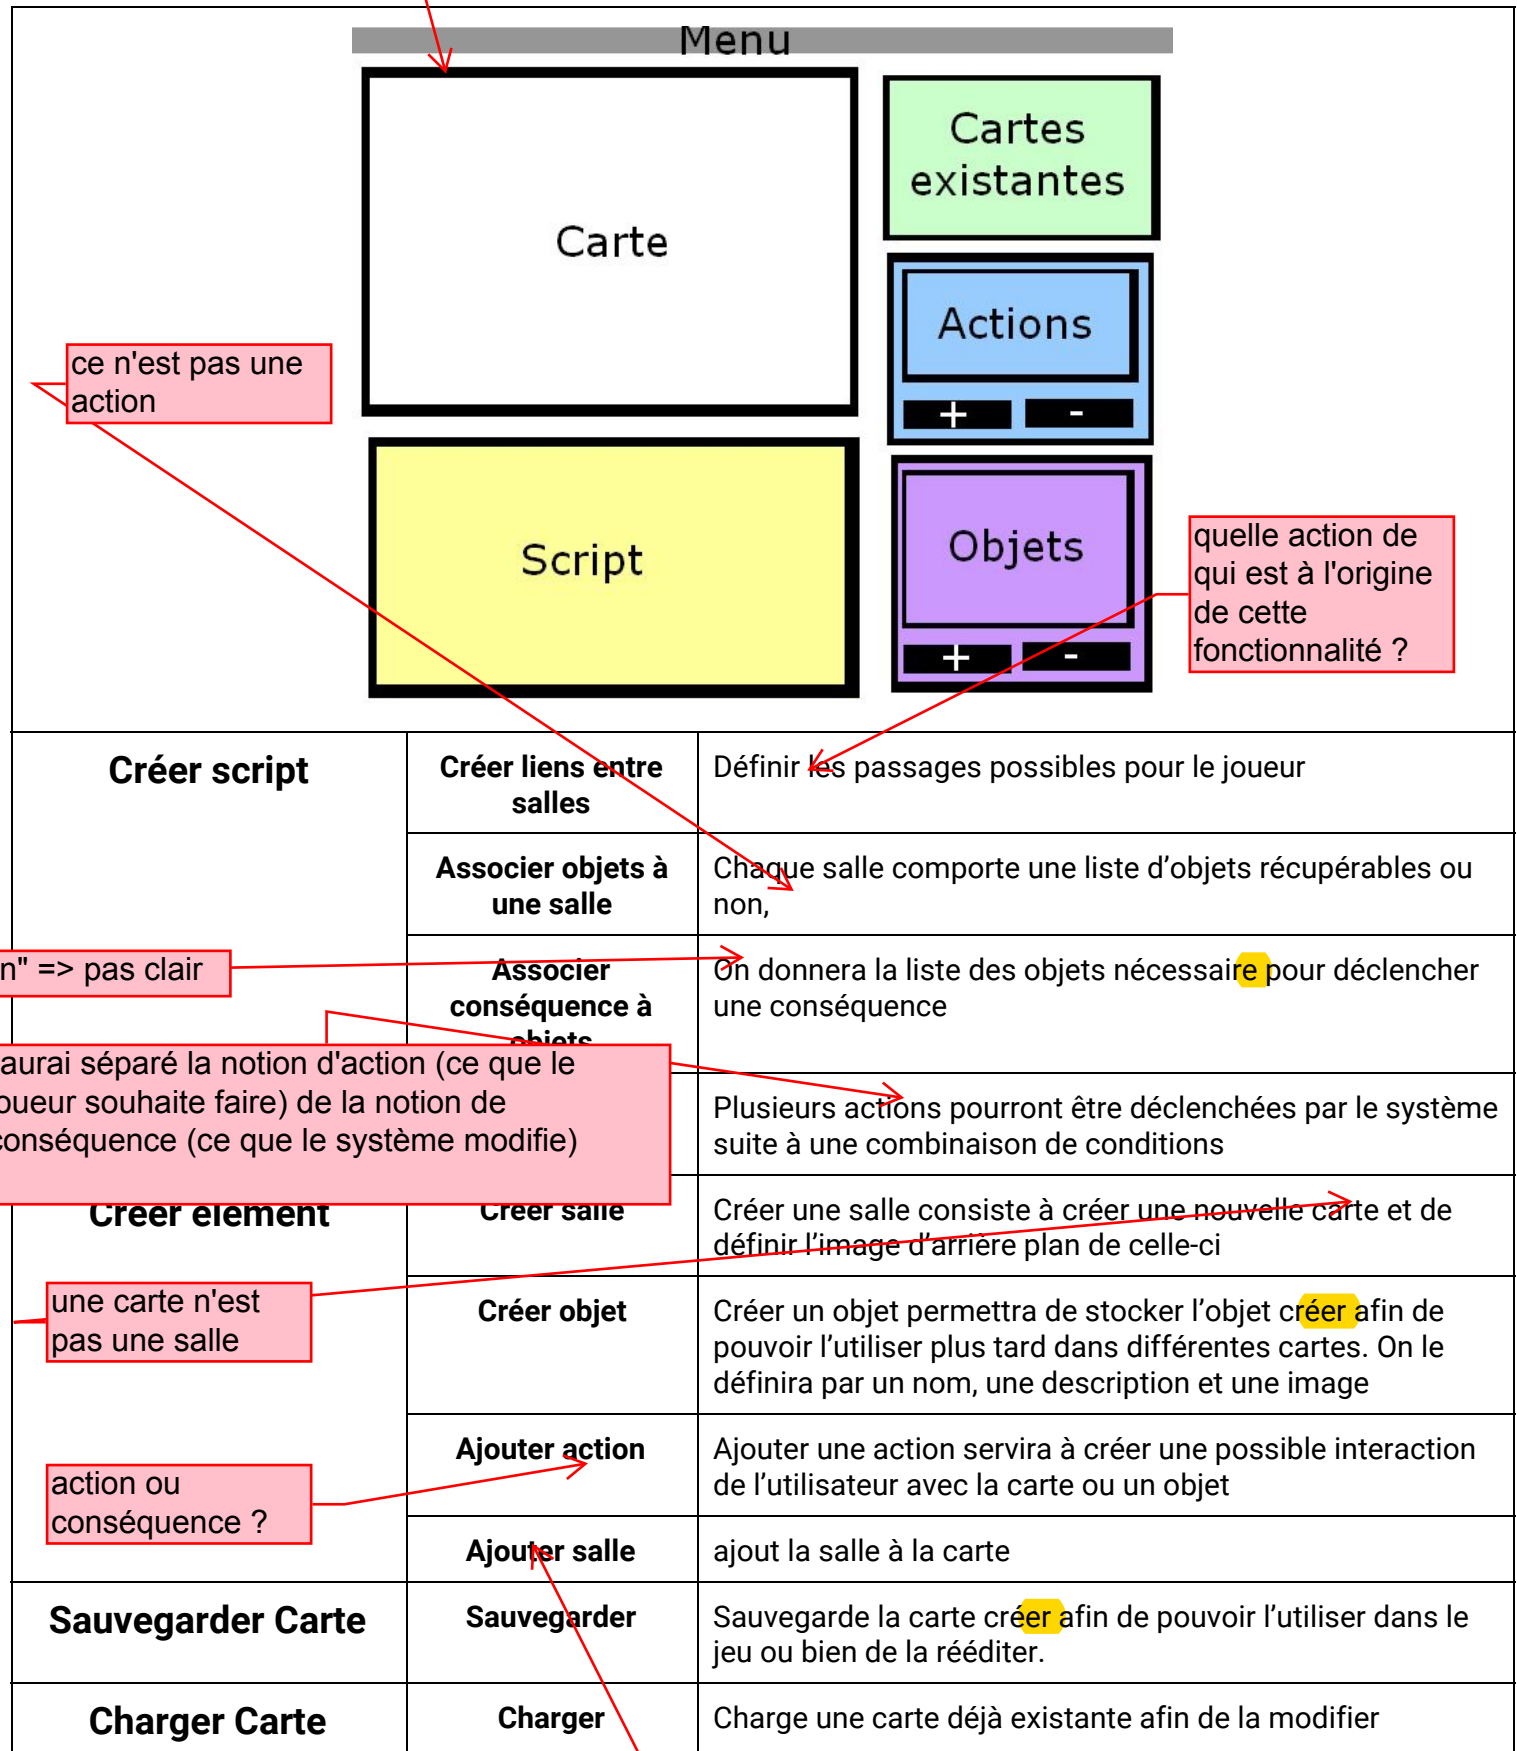 Menu
Carte
Cartes
existantes
Actions
+ -
ce n'est pas une
action
Script
Objets
+ -
quelle action de
qui est à l'origine
de cette
fonctionnalité ?
Créer script
Créer liens entre
salles
Définir les passages possibles pour le joueur
Associer objets à
une salle
Chaque salle comporte une liste d'objets récupérables ou
non,
n" => pas clair
Associer
conséquence à
objets
On donnera la liste des objets nécessaire pour déclencher
une conséquence
aurai séparé la notion d'action (ce que le
oueur souhaite faire) de la notion de
conséquence (ce que le système modifie)
Plusieurs actions pourront être déclenchées par le système
suite à une combinaison de conditions
Créer élément
Créer salle
Créer une salle consiste à créer une nouvelle carte et de
définir l'image d'arrière plan de celle-ci
une carte n'est
pas une salle
Créer objet
Créer un objet permettra de stocker l'objet créer afin de
pouvoir l'utiliser plus tard dans différentes cartes. On le
définira par un nom, une description et une image
action ou
conséquence ?
Ajouter action
Ajouter une action servira à créer une possible interaction
de l'utilisateur avec la carte ou un objet
Ajouter salle
ajout la salle à la carte
Sauvegarder Carte
Sauvegarder
Sauvegarde la carte créer afin de pouvoir l'utiliser dans le
jeu ou bien de la rééditer.
Charger Carte
Charger
Charge une carte déjà existante afin de la modifier